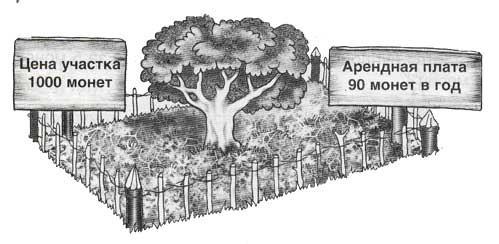 Цена участка
1000 монет
Арендная плата
90 монет в год